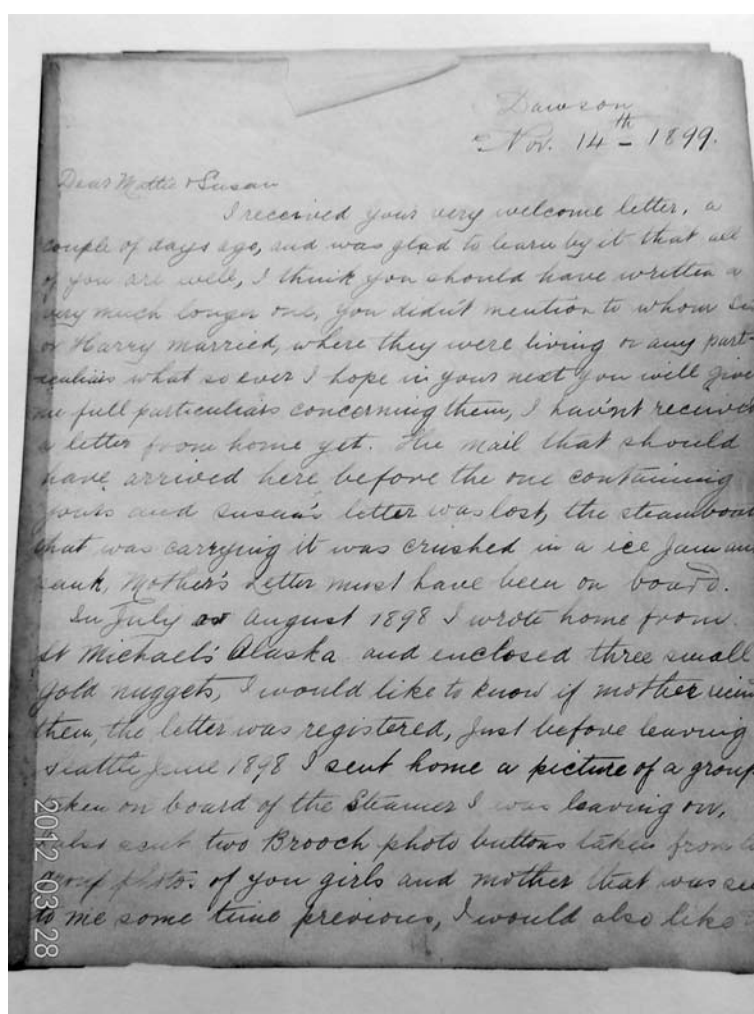 Dawson
Nov. 14th - 1899.
Dear Mattie & Susan
I received your very welcome letter, a
couple of days ago, and was glad to learn by it that all
of you are well, I think you should have written a
very much longer one, you didn't mention to whom
or Harry married, where they were living or any part-
iculiars what so ever I hope in your next you will give
me full particuliars concerning them, I hav'nt receive
a letter from home yet. The mail that should
have arrived here before the one containing
yours and susan's letter was lost, the steamboat
that was carrying it was crushed in a ice Jam an
sank, Mother's Letter must have been on board.
In July or August 1898 I wrote home from
St Michael's Alaska and enclosed three small
gold nuggets, I would like to know if mother
them, the letter was registered, Just before leaving
Seattle June 1898 I sent home a picture of a group
taken on board of the Steamer I was leaving on,
also sent two Brooch photo buttons taken from
group photo. of you girls and mother that was
to me some time previous, I would also like
2012 03 28